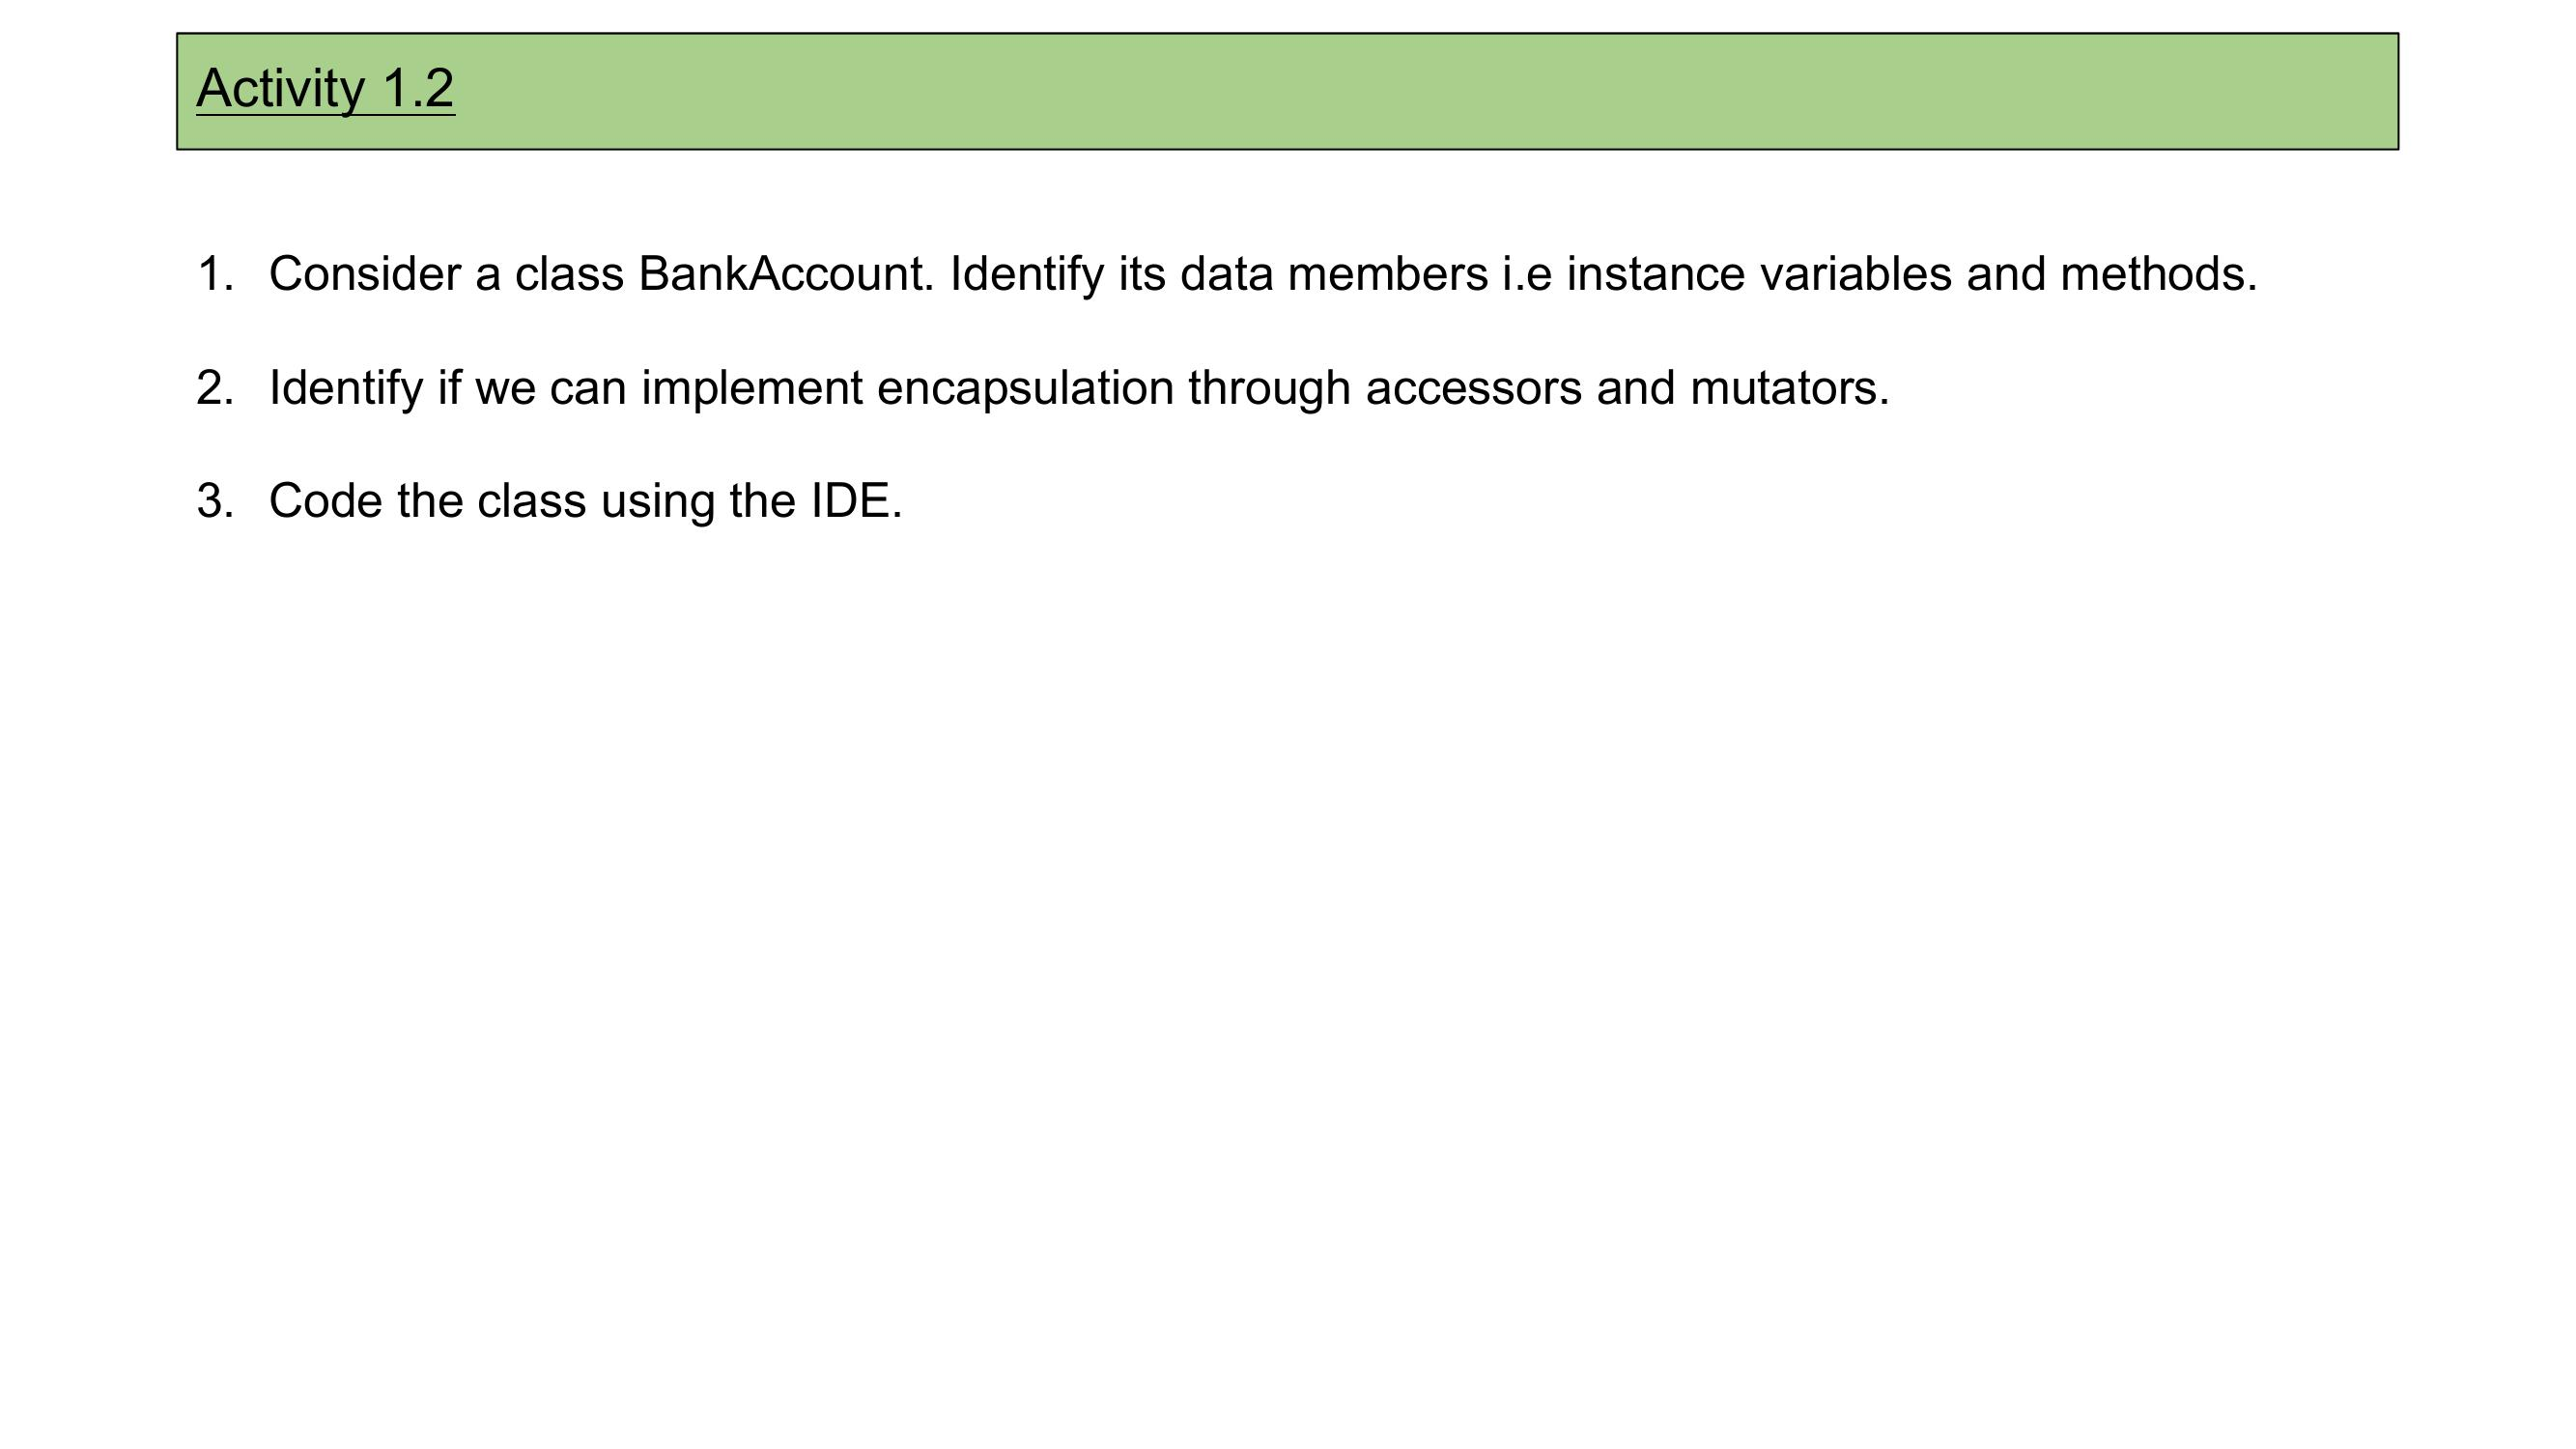 Activity 1.2
1. Consider a class BankAccount. Identify its data members i.e instance variables and methods.
2. Identify if we can implement encapsulation through accessors and mutators.
3. Code the class using the IDE.